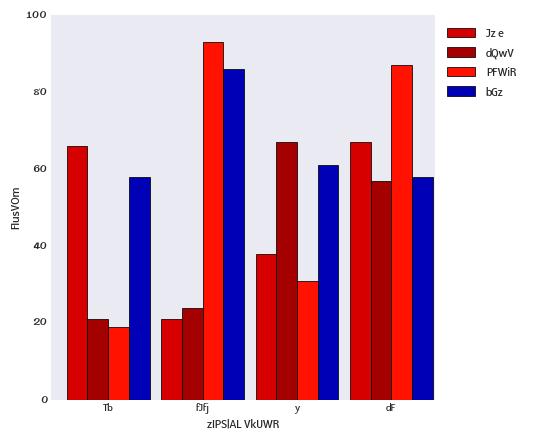 100
80
60
40
20
0
FlusVOm
Tb
fJfj
y
dF
zIPSlAL VkUWR
Jz e
dQwV
PFWiR
bGz